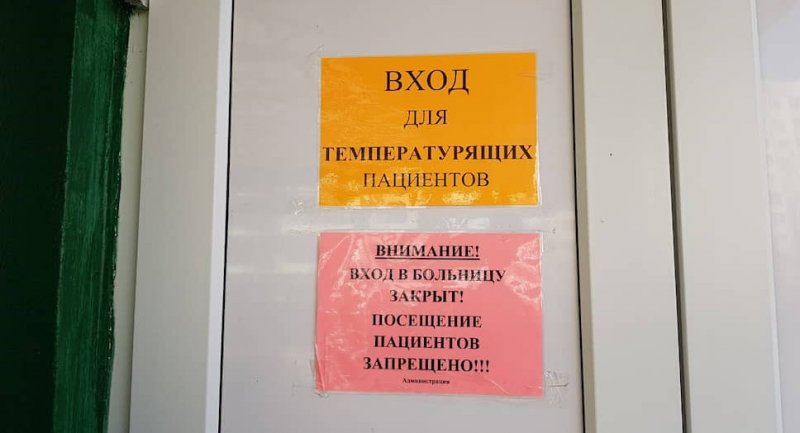 ВХОД
ДЛЯ
ТЕМПЕРАТУРЯЩИХ
ПАЦИЕНТОВ
ВНИМАНИЕ!
ВХОД В БОЛЬНИЦУ
ЗАКРЫТ!
ПОСЕЩЕНИЕ
ПАЦИЕНТОВ
ЗАПРЕЩЕНО!!!
Администрация